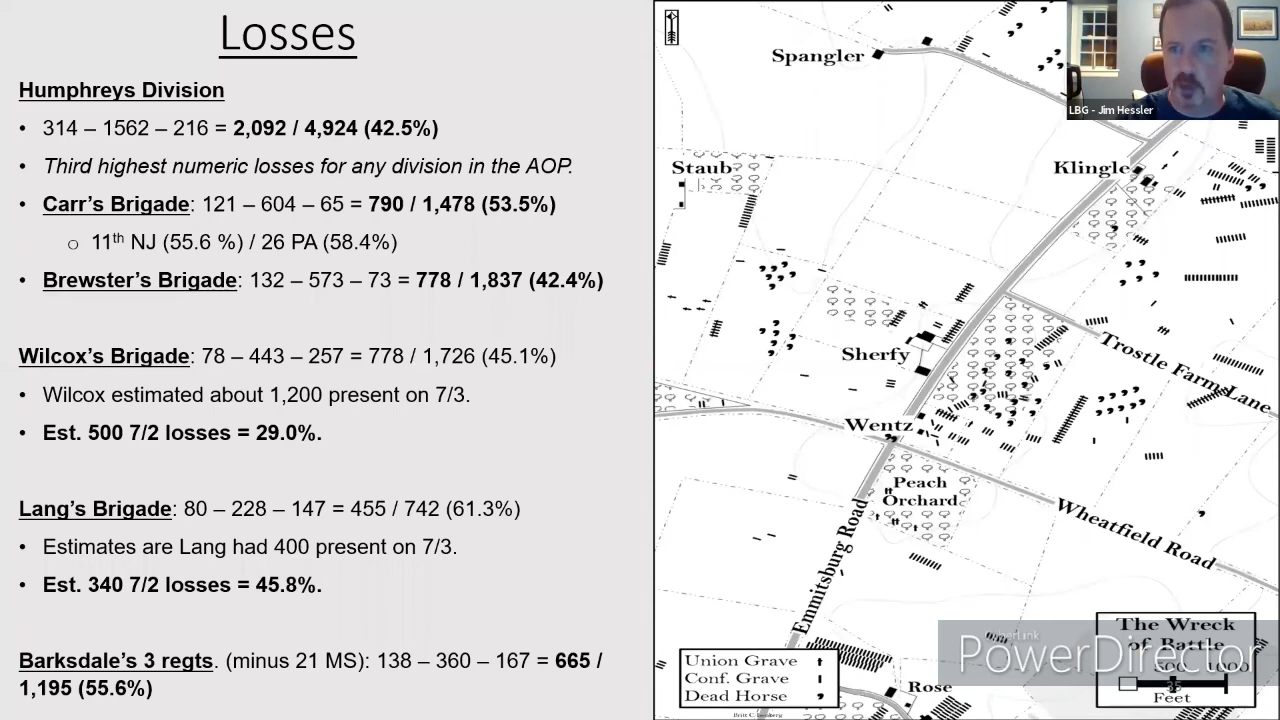 Losses
Humphreys Division
• 314 – 1562 – 216 = 2,092 / 4,924 (42.5%)
• Third highest numeric losses for any division in the AOP.
• Carr’s Brigade: 121 – 604 – 65 = 790 / 1,478 (53.5%)
○ 11th NJ (55.6 %) / 26 PA (58.4%)
• Brewster’s Brigade: 132 – 573 – 73 = 778 / 1,837 (42.4%)
Wilcox’s Brigade: 78 – 443 – 257 = 778 / 1,726 (45.1%)
• Wilcox estimated about 1,200 present on 7/3.
• Est. 500 7/2 losses = 29.0%.
Lang’s Brigade: 80 – 228 – 147 = 455 / 742 (61.3%)
• Estimates are Lang had 400 present on 7/3.
• Est. 340 7/2 losses = 45.8%.
Barksdale’s 3 regts. (minus 21 MS): 138 – 360 – 167 = 665 /
1,195 (55.6%)
Spangler
LBG - Jim Hessler
Staub
Klingle
Sherfy
Trostle Farm Lane
Wentz
Peach
Orchard
Emmitsburg Road
Wheatfield Road
Rose
Union Grave
Conf. Grave
Dead Horse
The Wreck
of Battle
500 1000
Feet
PowerDirector